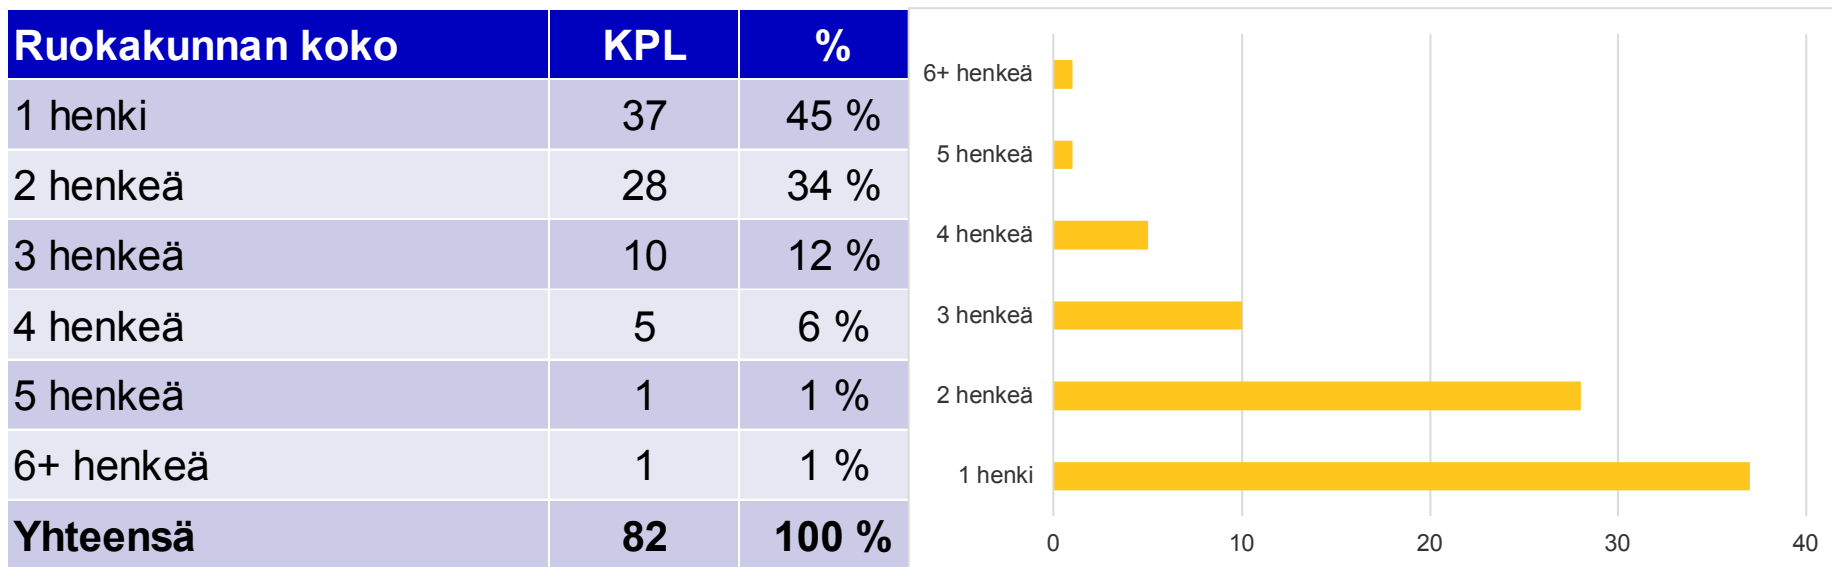 Ruokakunnan koko KPL %
1 henki 37 45 %
2 henkeä 28 34 %
3 henkeä 10 12 %
4 henkeä 5 6 %
5 henkeä 1 1 %
6+ henkeä 1 1 %
Yhteensä 82 100 %
6+ henkeä
5 henkeä
4 henkeä
3 henkeä
2 henkeä
1 henki
0 10 20 30 40